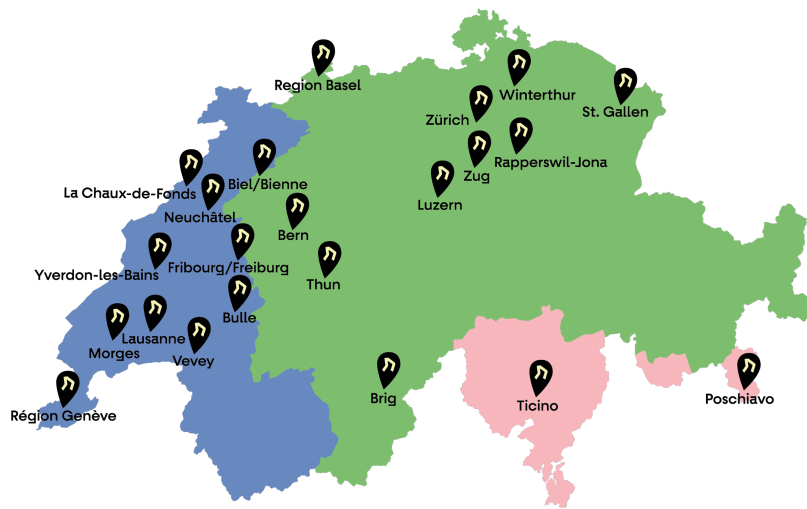 Region Basel
Winterthur
St. Gallen
Zürich
Rapperswil-Jona
Zug
Biel/Bienne
La Chaux-de-Fonds
Luzern
Neuchâtel
Bern
Fribourg/Freiburg
Yverdon-les-Bains
Thun
Bulle
Lausanne
Morges
Vevey
Brig
Poschiavo
Ticino
Région Genève